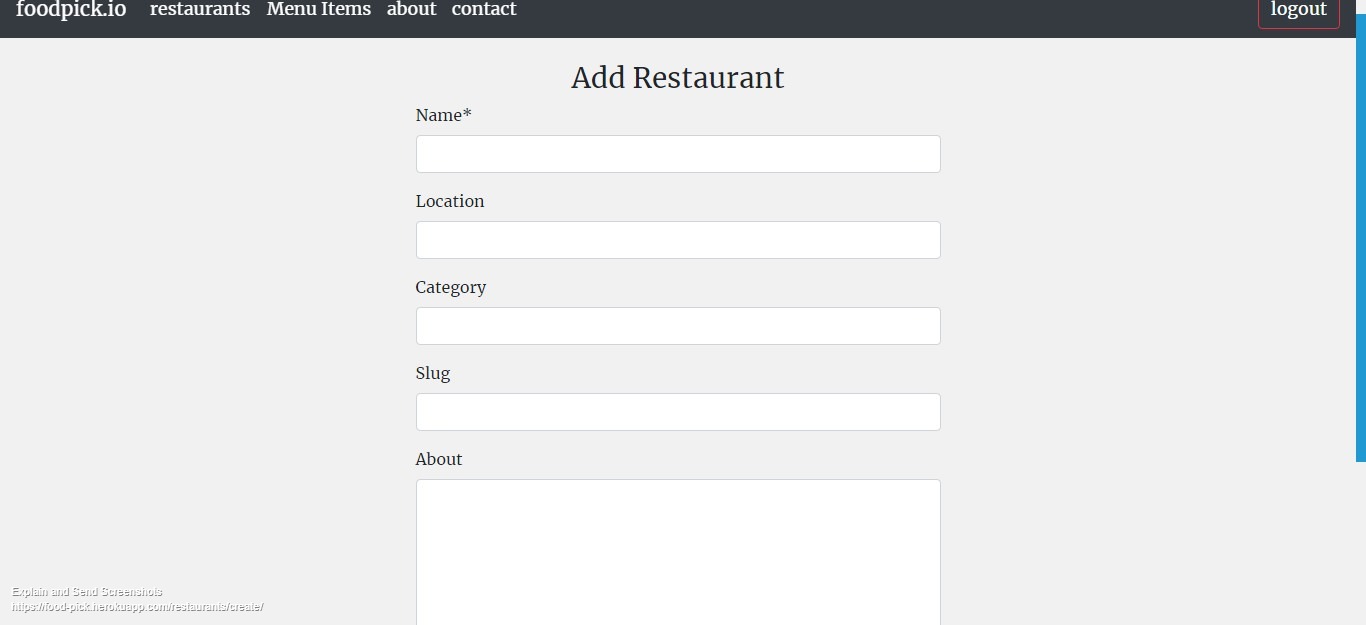 foodpick.io restaurants Menu Items about contact logout
Add Restaurant
Name*
Location
Category
Slug
About
Explain and Send Screenshots
https://food-pick.herokuapp.com/restaurants/create/